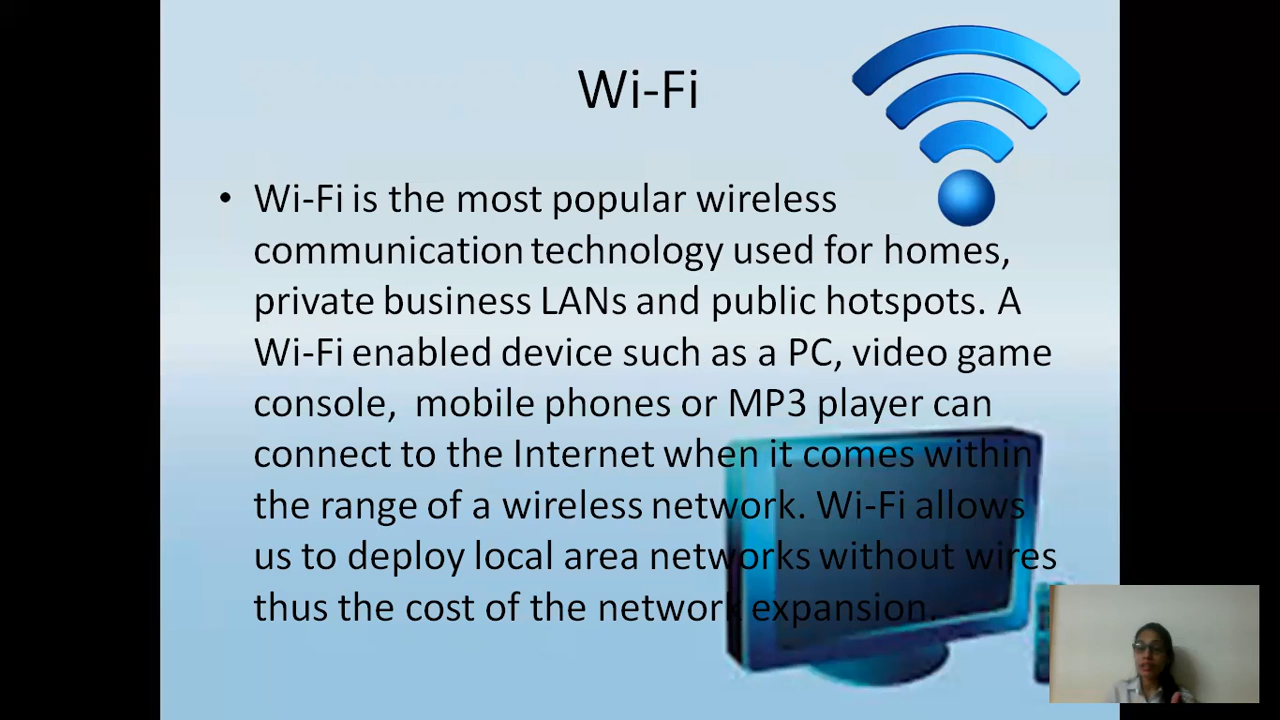 Wi-Fi
• Wi-Fi is the most popular wireless
communication technology used for homes,
private business LANs and public hotspots. A
Wi-Fi enabled device such as a PC, video game
console,  mobile phones or MP3 player can
connect to the Internet when it comes within
the range of a wireless network. Wi-Fi allows
us to deploy local area networks without wires
thus the cost of the network expansion.